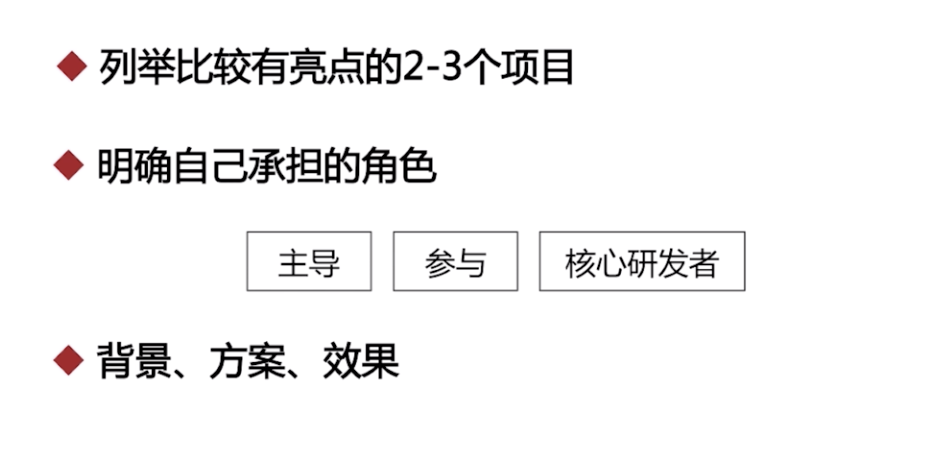 列举比较有亮点的2-3个项目
明确自己承担的角色
主导 参与 核心研发者
背景、方案、效果